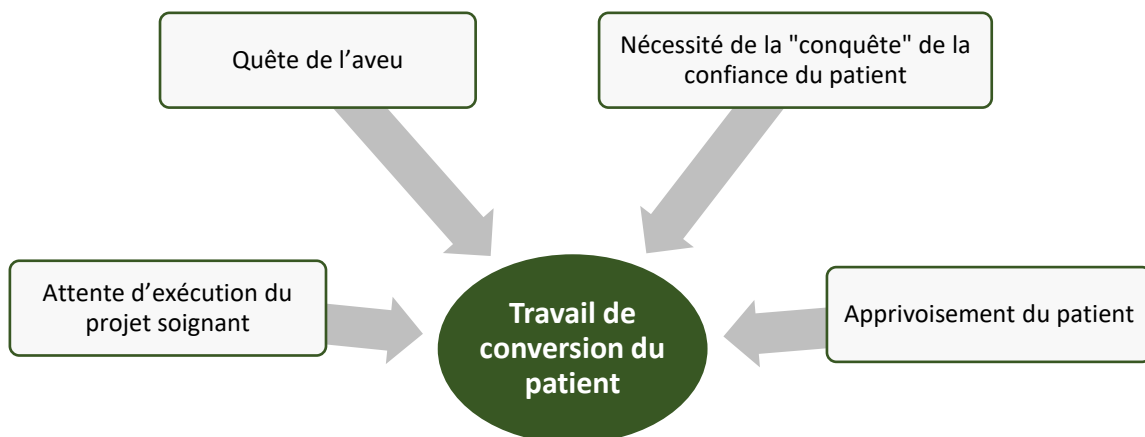 Quête de l’aveu
Nécessité de la "conquête" de la
confiance du patient
Attente d’exécution du
projet soignant
Travail de
conversion du
patient
Apprivoisement du patient